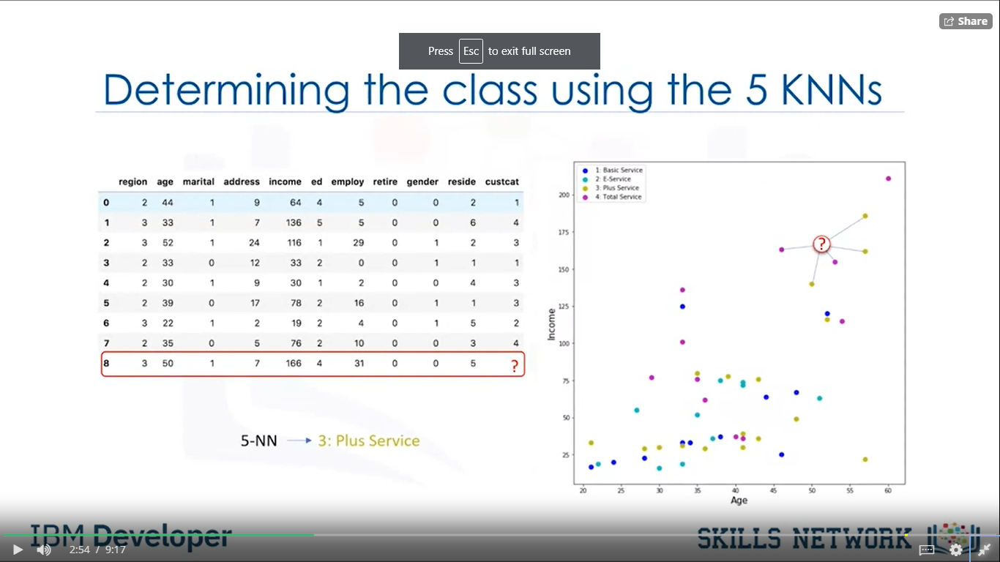 Share
Press Esc to exit full screen
Determining the class using the 5 KNNs
region age marital address income ed employ retire gender reside custcat
0 2 44 1 9 64 4 5 0 0 2 1
1 3 33 1 7 136 5 5 0 0 6 4
2 3 52 1 24 116 1 29 0 1 2 3
3 2 33 0 12 33 2 0 0 1 1 1
4 2 30 1 9 30 1 2 0 0 4 3
5 2 39 0 17 78 2 16 0 1 1 3
6 3 22 1 2 19 2 4 0 1 5 2
7 2 35 0 5 76 2 10 0 0 3 4
8 3 50 1 7 166 4 31 0 0 5 ?
5-NN → 3: Plus Service
1: Basic Service
2: E-Service
3: Plus Service
4: Total Service
?
200
175
150
125
100
75
50
25
Income
20 25 30 35 40 45 50 55 60
Age
IBM Developer
SKILLS NETWORK
2:54 / 9:17